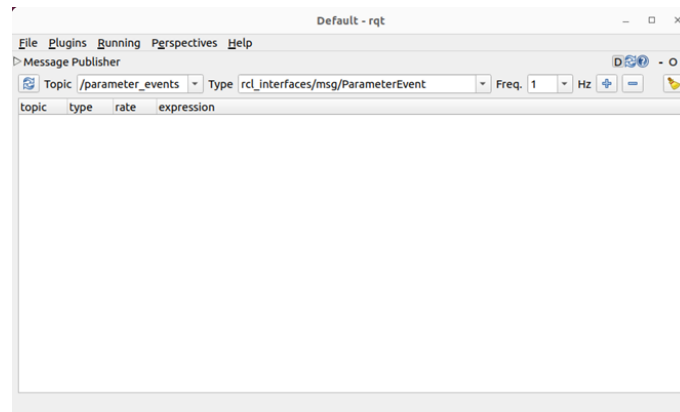 Default - rqt
File Plugins Running Perspectives Help
Message Publisher D - O
Topic /parameter_events Type rcl_interfaces/msg/ParameterEvent Freq. 1 Hz
topic type rate expression